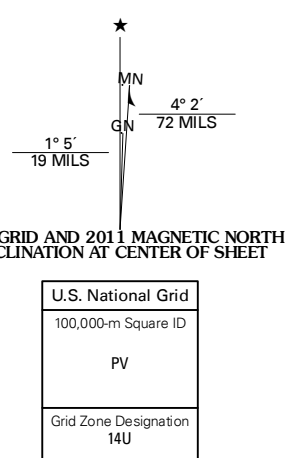 MN
4° 2´
72 MILS
GN
1° 5´
19 MILS
GRID AND 2011 MAGNETIC NORTH
CLINATION AT CENTER OF SHEET
U.S. National Grid
100,000-m Square ID
PV
Grid Zone Designation
14U